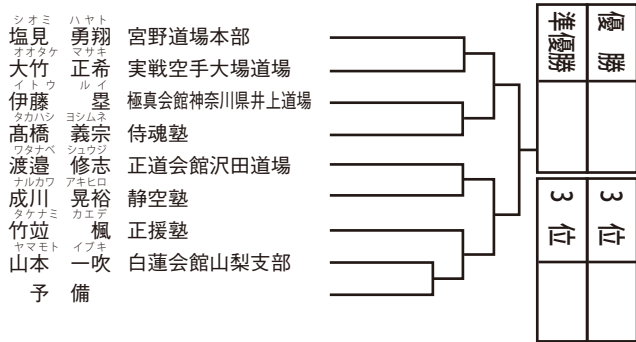 シオミ ハヤト
塩見 勇翔 宮野道場本部
オオタケ マサキ
大竹 正希 実戦空手大場道場
イトウ ルイ
伊藤 塁 極真会館神奈川県井上道場
タカハシ ヨシムネ
髙橋 義宗 侍魂塾
ワタナベ シュウジ
渡邉 修志 正道会館沢田道場
ナルカワ アキヒロ
成川 晃裕 静空塾
タケナミ カエデ
竹竝 楓 正援塾
ヤマモト イブキ
山本 一吹 白蓮会館山梨支部
予備
優勝
準優勝
3位
3位